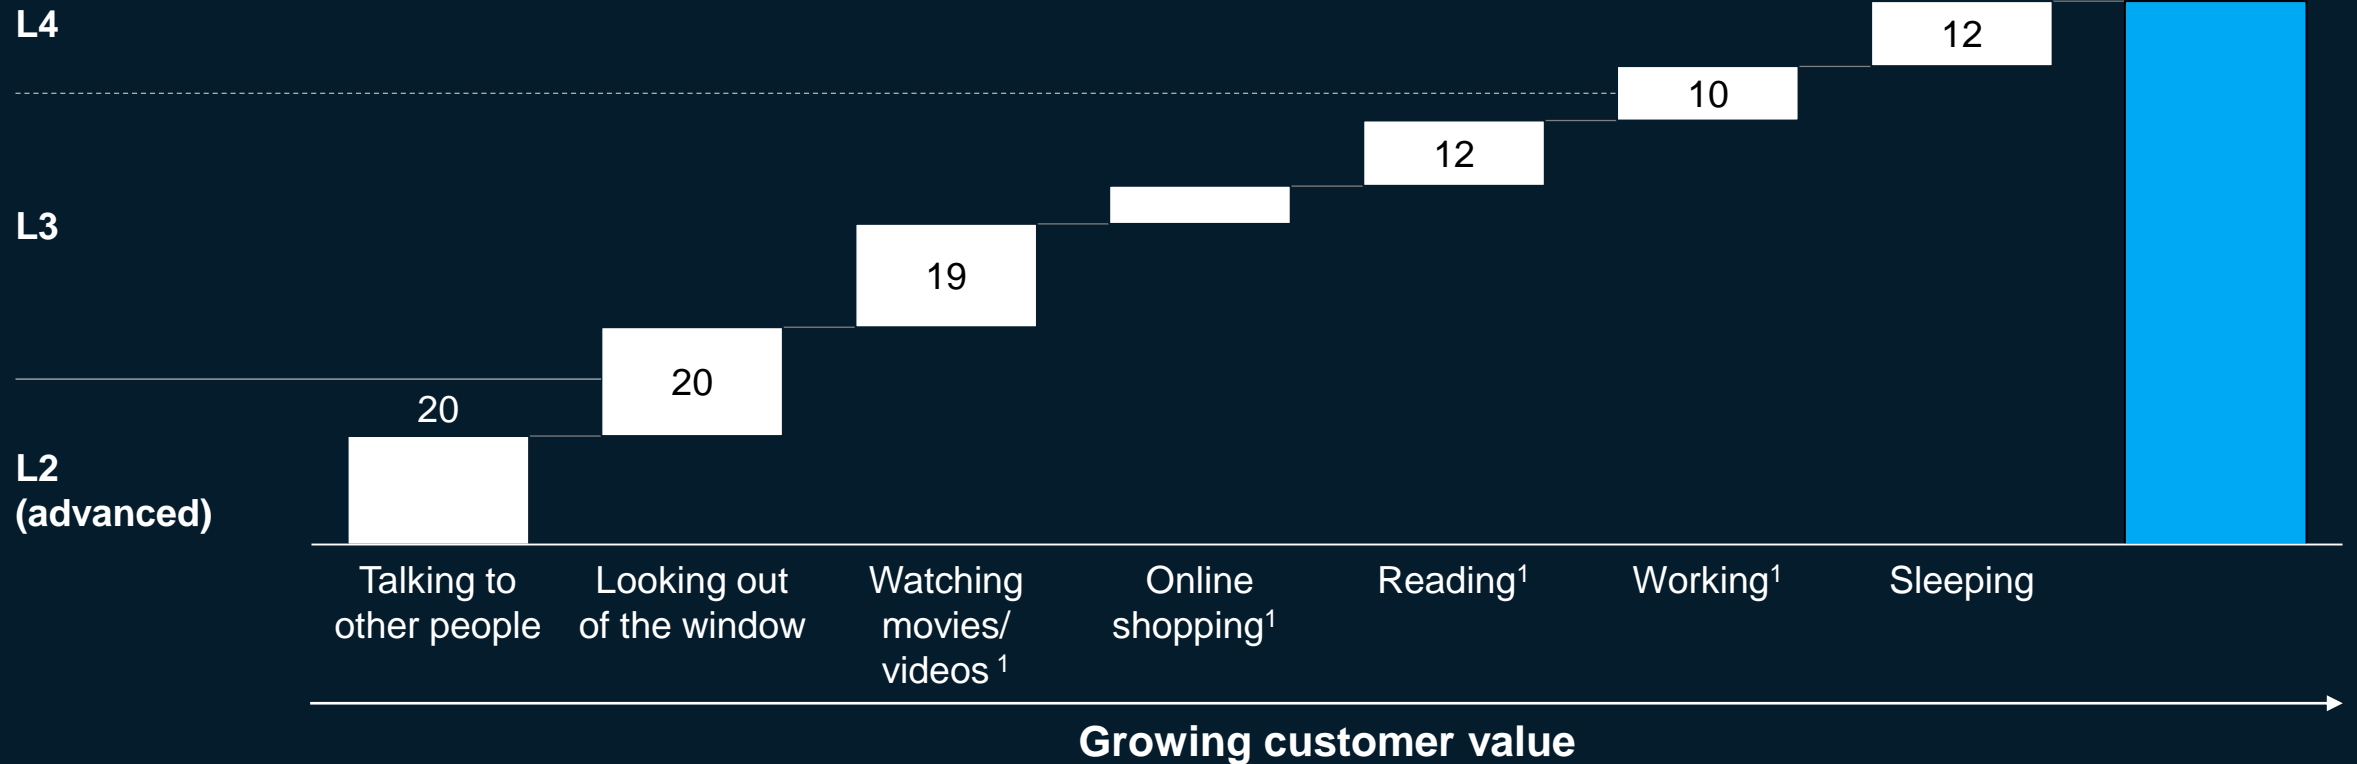 L4
12
10
12
L3
19
20
20
L2
(advanced)
Talking to
other people
Looking out
of the window
Watching
movies/
videos 1
Online
shopping1
Reading1
Working1
Sleeping
Growing customer value